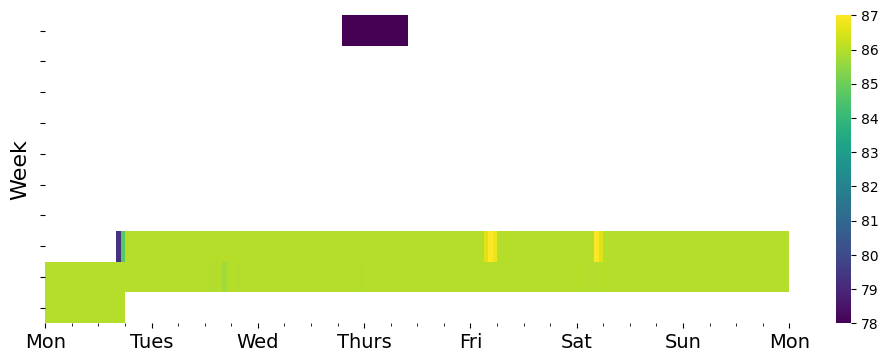 Week
Mon
Tues
Wed
Thurs
Fri
Sat
Sun
Mon
87
86
85
84
83
82
81
80
79
78